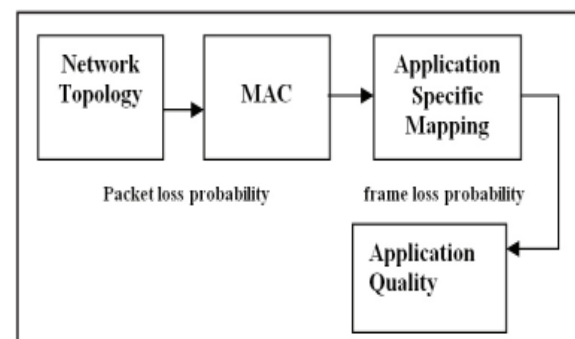 Network
Topology
MAC
Application
Specific
Mapping
Packet loss probability
frame loss probability
Application
Quality